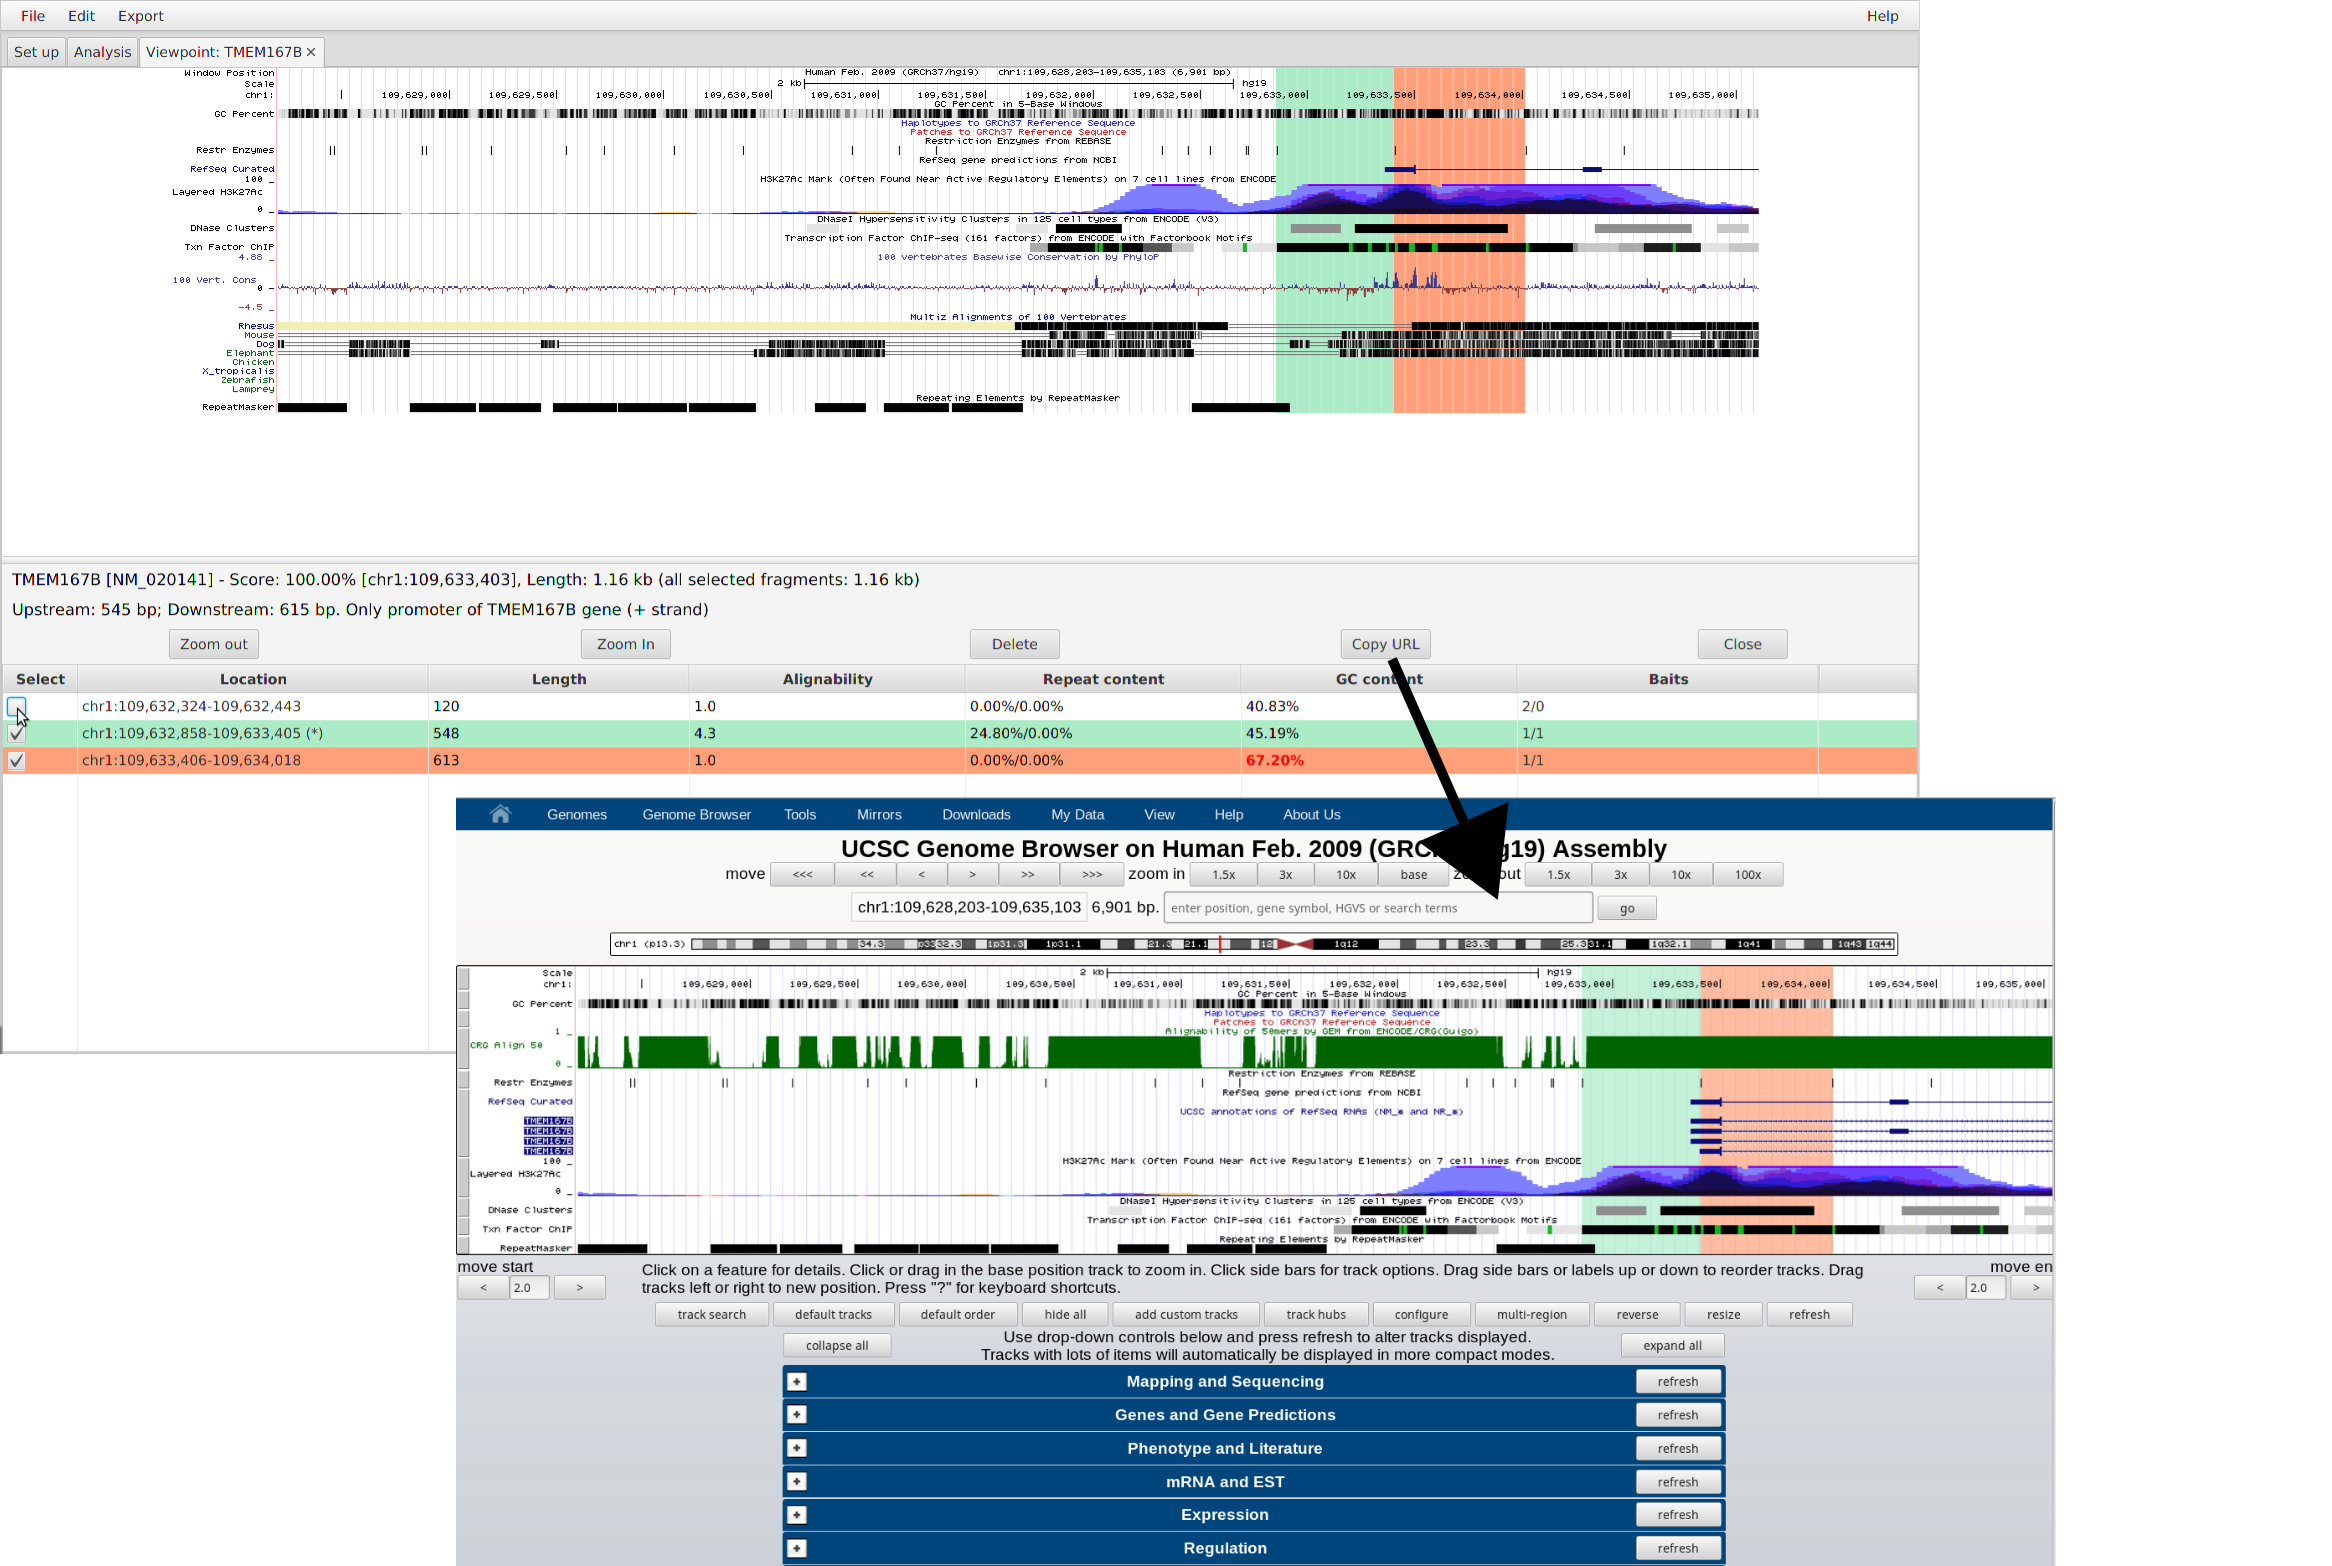 File Edit Export Help
Set up Analysis Viewpoint: TMEM167B ×
Window Position Human Feb. 2009 (GRCh37/hg19) chr1:109,628,203-109,635,103 (6,901 bp)
Scale 2 kb hg19
chr1: 109,629,000 109,629,500 109,630,000 109,630,500 109,631,000 109,631,500 109,632,000 109,632,500 109,633,000 109,633,500 109,634,000 109,634,500 109,635,000
GC Percent in 5-Base Windows
GC Percent
Haplotypes to GRCh37 Reference Sequence
Patches to GRCh37 Reference Sequence
Restriction Enzymes from REBASE
Restr Enzymes
RefSeq gene predictions from NCBI
RefSeq Curated
100 H3K27Ac Mark (Often Found Near Active Regulatory Elements) on 7 cell lines from ENCODE
Layered H3K27Ac
0
DNaseI Hypersensitivity Clusters in 125 cell types from ENCODE (V3)
DNase Clusters
Transcription Factor ChIP-seq (161 factors) from ENCODE with Factorbook Motifs
Txn Factor ChIP
4.88 100 vertebrates Basewise Conservation by PhyloP
100 Vert. Cons
0
-4.5
Multiz Alignments of 100 Vertebrates
Rhesus
Mouse
Dog
Elephant
Chicken
X_tropicalis
Zebrafish
Lamprey
Repeating Elements by RepeatMasker
RepeatMasker
TMEM167B [NM_020141] - Score: 100.00% [chr1:109,633,403], Length: 1.16 kb (all selected fragments: 1.16 kb)
Upstream: 545 bp; Downstream: 615 bp. Only promoter of TMEM167B gene (+ strand)
Zoom out Zoom In Delete Copy URL Close
Select Location Length Alignability Repeat content GC content Baits
chr1:109,632,324-109,632,443 120 1.0 0.00%/0.00% 40.83% 2/0
chr1:109,632,858-109,633,405 (*) 548 4.3 24.80%/0.00% 45.19% 1/1
chr1:109,633,406-109,634,018 613 1.0 0.00%/0.00% 67.20% 1/1
Genomes Genome Browser Tools Mirrors Downloads My Data View Help About Us
UCSC Genome Browser on Human Feb. 2009 (GRC g19) Assembly
move <<< << < > >> >>> zoom in 1.5x 3x 10x base out 1.5x 3x 10x 100x
chr1:109,628,203-109,635,103 6,901 bp. enter position, gene symbol, HGVS or search terms go
chr1 (p13.3) 34.3 p33 32.3 1p31.3 1p31.1 21.3 21.1 12 1q12 23.3 25.3 31.1 1q32.1 1q41 1q43 1q44
Scale 2 kb hg19
chr1: 109,629,000 109,629,500 109,630,000 109,630,500 109,631,000 109,631,500 109,632,000 109,632,500 109,633,000 109,633,500 109,634,000 109,634,500 109,635,000
GC Percent in 5-Base Windows
GC Percent
Haplotypes to GRCh37 Reference Sequence
Patches to GRCh37 Reference Sequence
1 Alignability of 50mers by GEM from ENCODE/CRG(Guigo)
CRG Align 50
0
Restriction Enzymes from REBASE
Restr Enzymes
RefSeq gene predictions from NCBI
RefSeq Curated
UCSC annotations of RefSeq RNAs (NM_* and NR_*)
TMEM167B
TMEM167B
TMEM167B
TMEM167B
100 H3K27Ac Mark (Often Found Near Active Regulatory Elements) on 7 cell lines from ENCODE
Layered H3K27Ac
0
DNaseI Hypersensitivity Clusters in 125 cell types from ENCODE (V3)
DNase Clusters
Transcription Factor ChIP-seq (161 factors) from ENCODE with Factorbook Motifs
Txn Factor ChIP
Repeating Elements by RepeatMasker
RepeatMasker
move start Click on a feature for details. Click or drag in the base position track to zoom in. Click side bars for track options. Drag side bars or labels up or down to reorder tracks. Drag move en
< 2.0 > tracks left or right to new position. Press "?" for keyboard shortcuts. < 2.0 >
track search default tracks default order hide all add custom tracks track hubs configure multi-region reverse resize refresh
collapse all Use drop-down controls below and press refresh to alter tracks displayed. expand all
Tracks with lots of items will automatically be displayed in more compact modes.
+ Mapping and Sequencing refresh
+ Genes and Gene Predictions refresh
+ Phenotype and Literature refresh
+ mRNA and EST refresh
+ Expression refresh
+ Regulation refresh